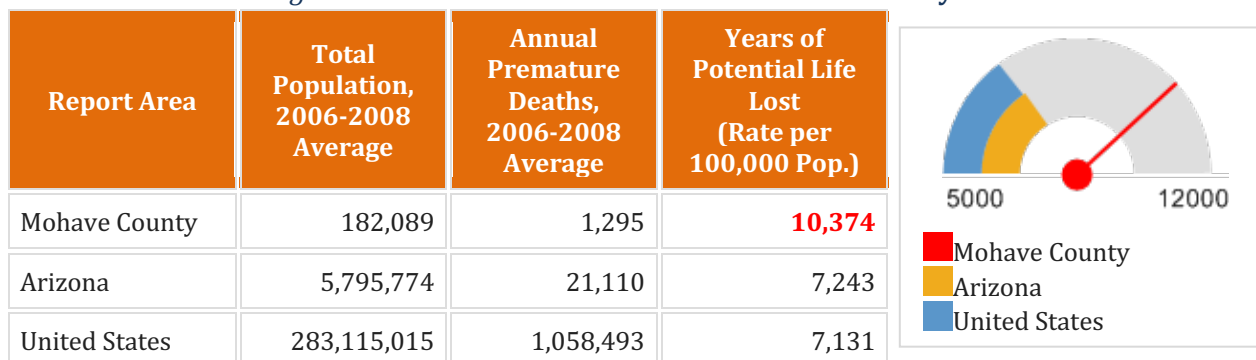 Report Area
Total
Population,
2006-2008
Average
Annual
Premature
Deaths,
2006-2008
Average
Years of
Potential Life
Lost
(Rate per
100,000 Pop.)
Mohave County 182,089 1,295 10,374
Arizona 5,795,774 21,110 7,243
United States 283,115,015 1,058,493 7,131
5000 12000
Mohave County
Arizona
United States